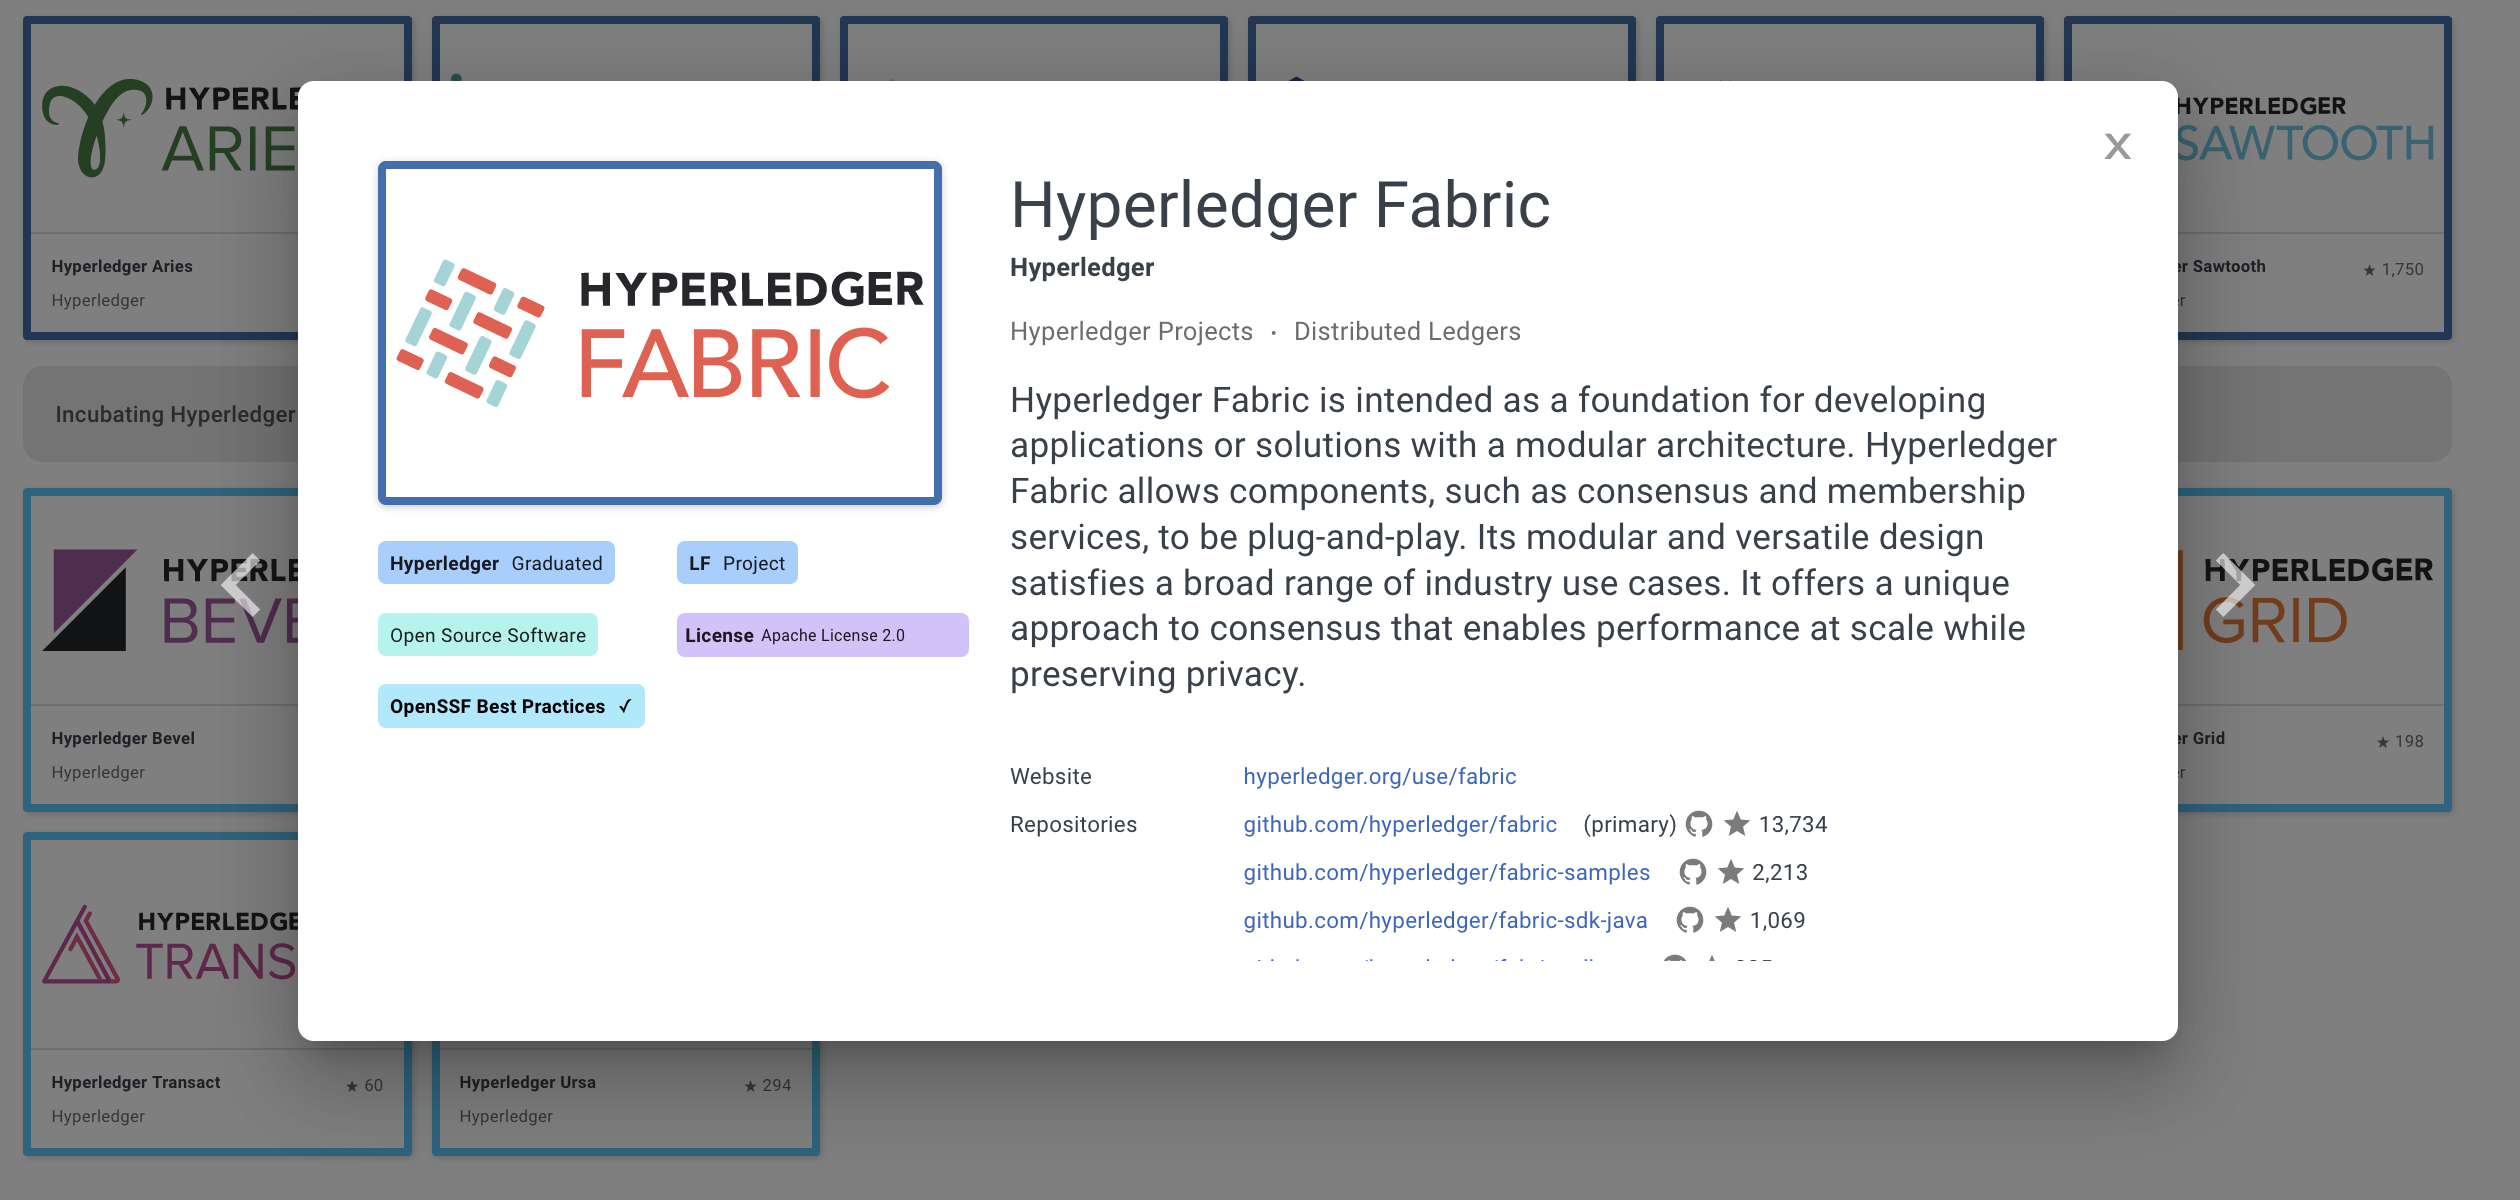 HYPERLE
ARIE
Hyperledger Aries
Hyperledger
HYPERLEDGER
SAWTOOTH
er Sawtooth
★ 1,750
er
Incubating Hyperledger
HYPERLE
BEVE
Hyperledger Bevel
Hyperledger
HYPERLEDGER
GRID
er Grid
★ 198
er
HYPERLEDGE
TRANS
Hyperledger Transact
★ 60
Hyperledger
Hyperledger Ursa
★ 294
Hyperledger
X
HYPERLEDGER
FABRIC
Hyperledger Graduated
LF Project
Open Source Software
License Apache License 2.0
OpenSSF Best Practices ✓
Hyperledger Fabric
Hyperledger
Hyperledger Projects · Distributed Ledgers
Hyperledger Fabric is intended as a foundation for developing
applications or solutions with a modular architecture. Hyperledger
Fabric allows components, such as consensus and membership
services, to be plug-and-play. Its modular and versatile design
satisfies a broad range of industry use cases. It offers a unique
approach to consensus that enables performance at scale while
preserving privacy.
Website hyperledger.org/use/fabric
Repositories github.com/hyperledger/fabric (primary) ★ 13,734
github.com/hyperledger/fabric-samples ★ 2,213
github.com/hyperledger/fabric-sdk-java ★ 1,069